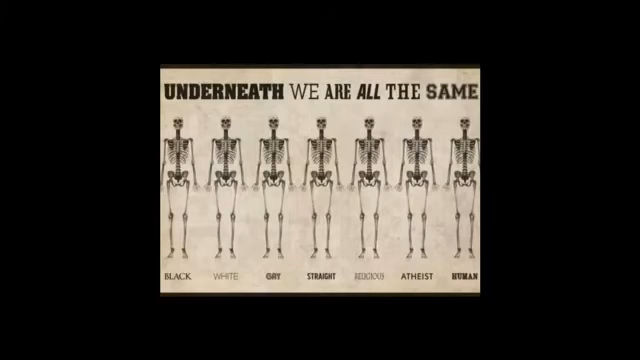 UNDERNEATH WE ARE ALL THE SAME
BLACK WHITE GAY STRAIGHT RELIGIOUS ATHEIST HUMAN